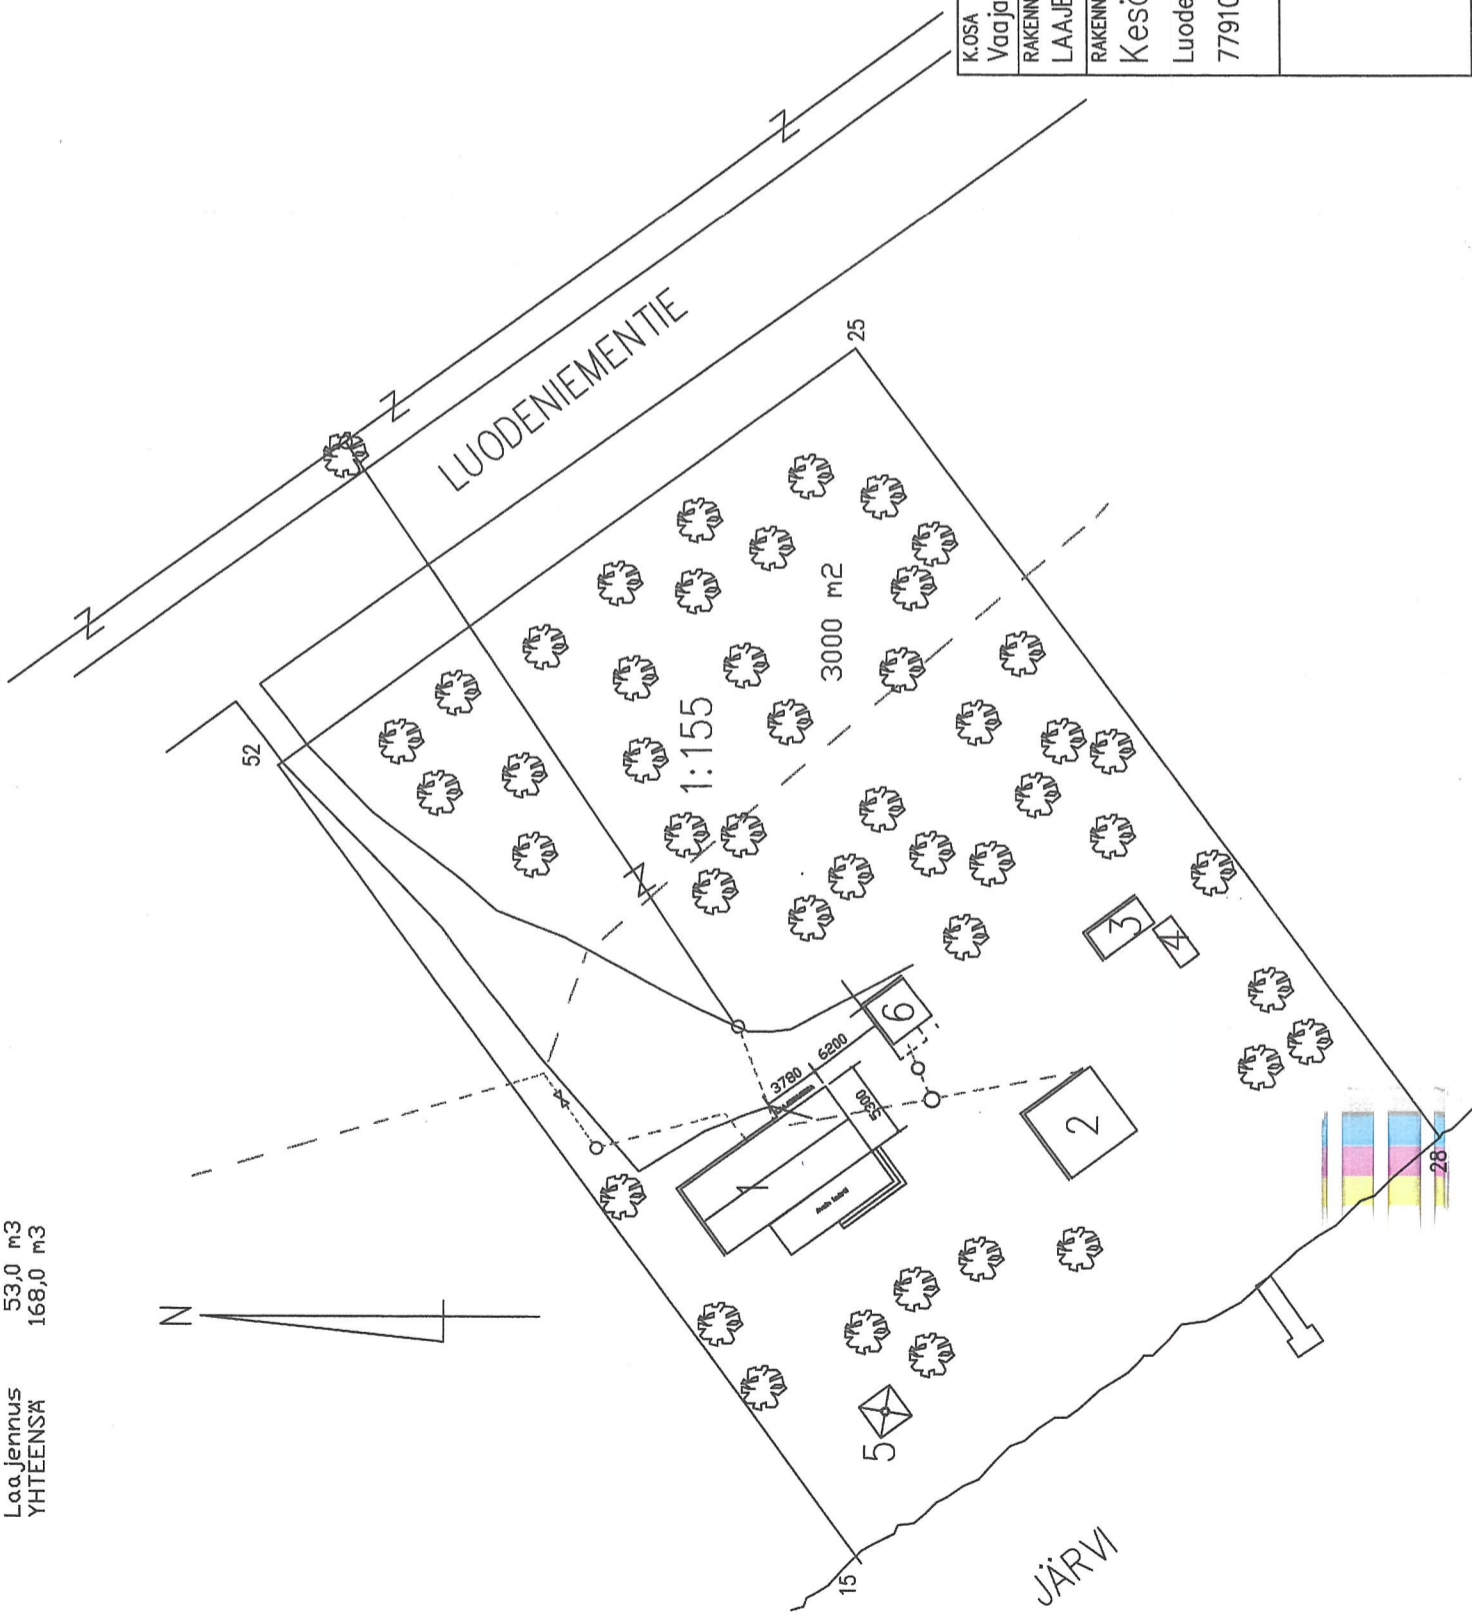 Laajennus 53,0 m3
YHTEENSÄ 168,0 m3
N
K.OSA
Vaaja
RAKENN
LAAJE
RAKENN
Kesä
Luode
77910
LUODENIEMENTIE
Z
Z
Z
Z
52
25
1:155
3000 m2
3780
6200
5300
1
2
3
4
5
6
15
28
JÄRVI